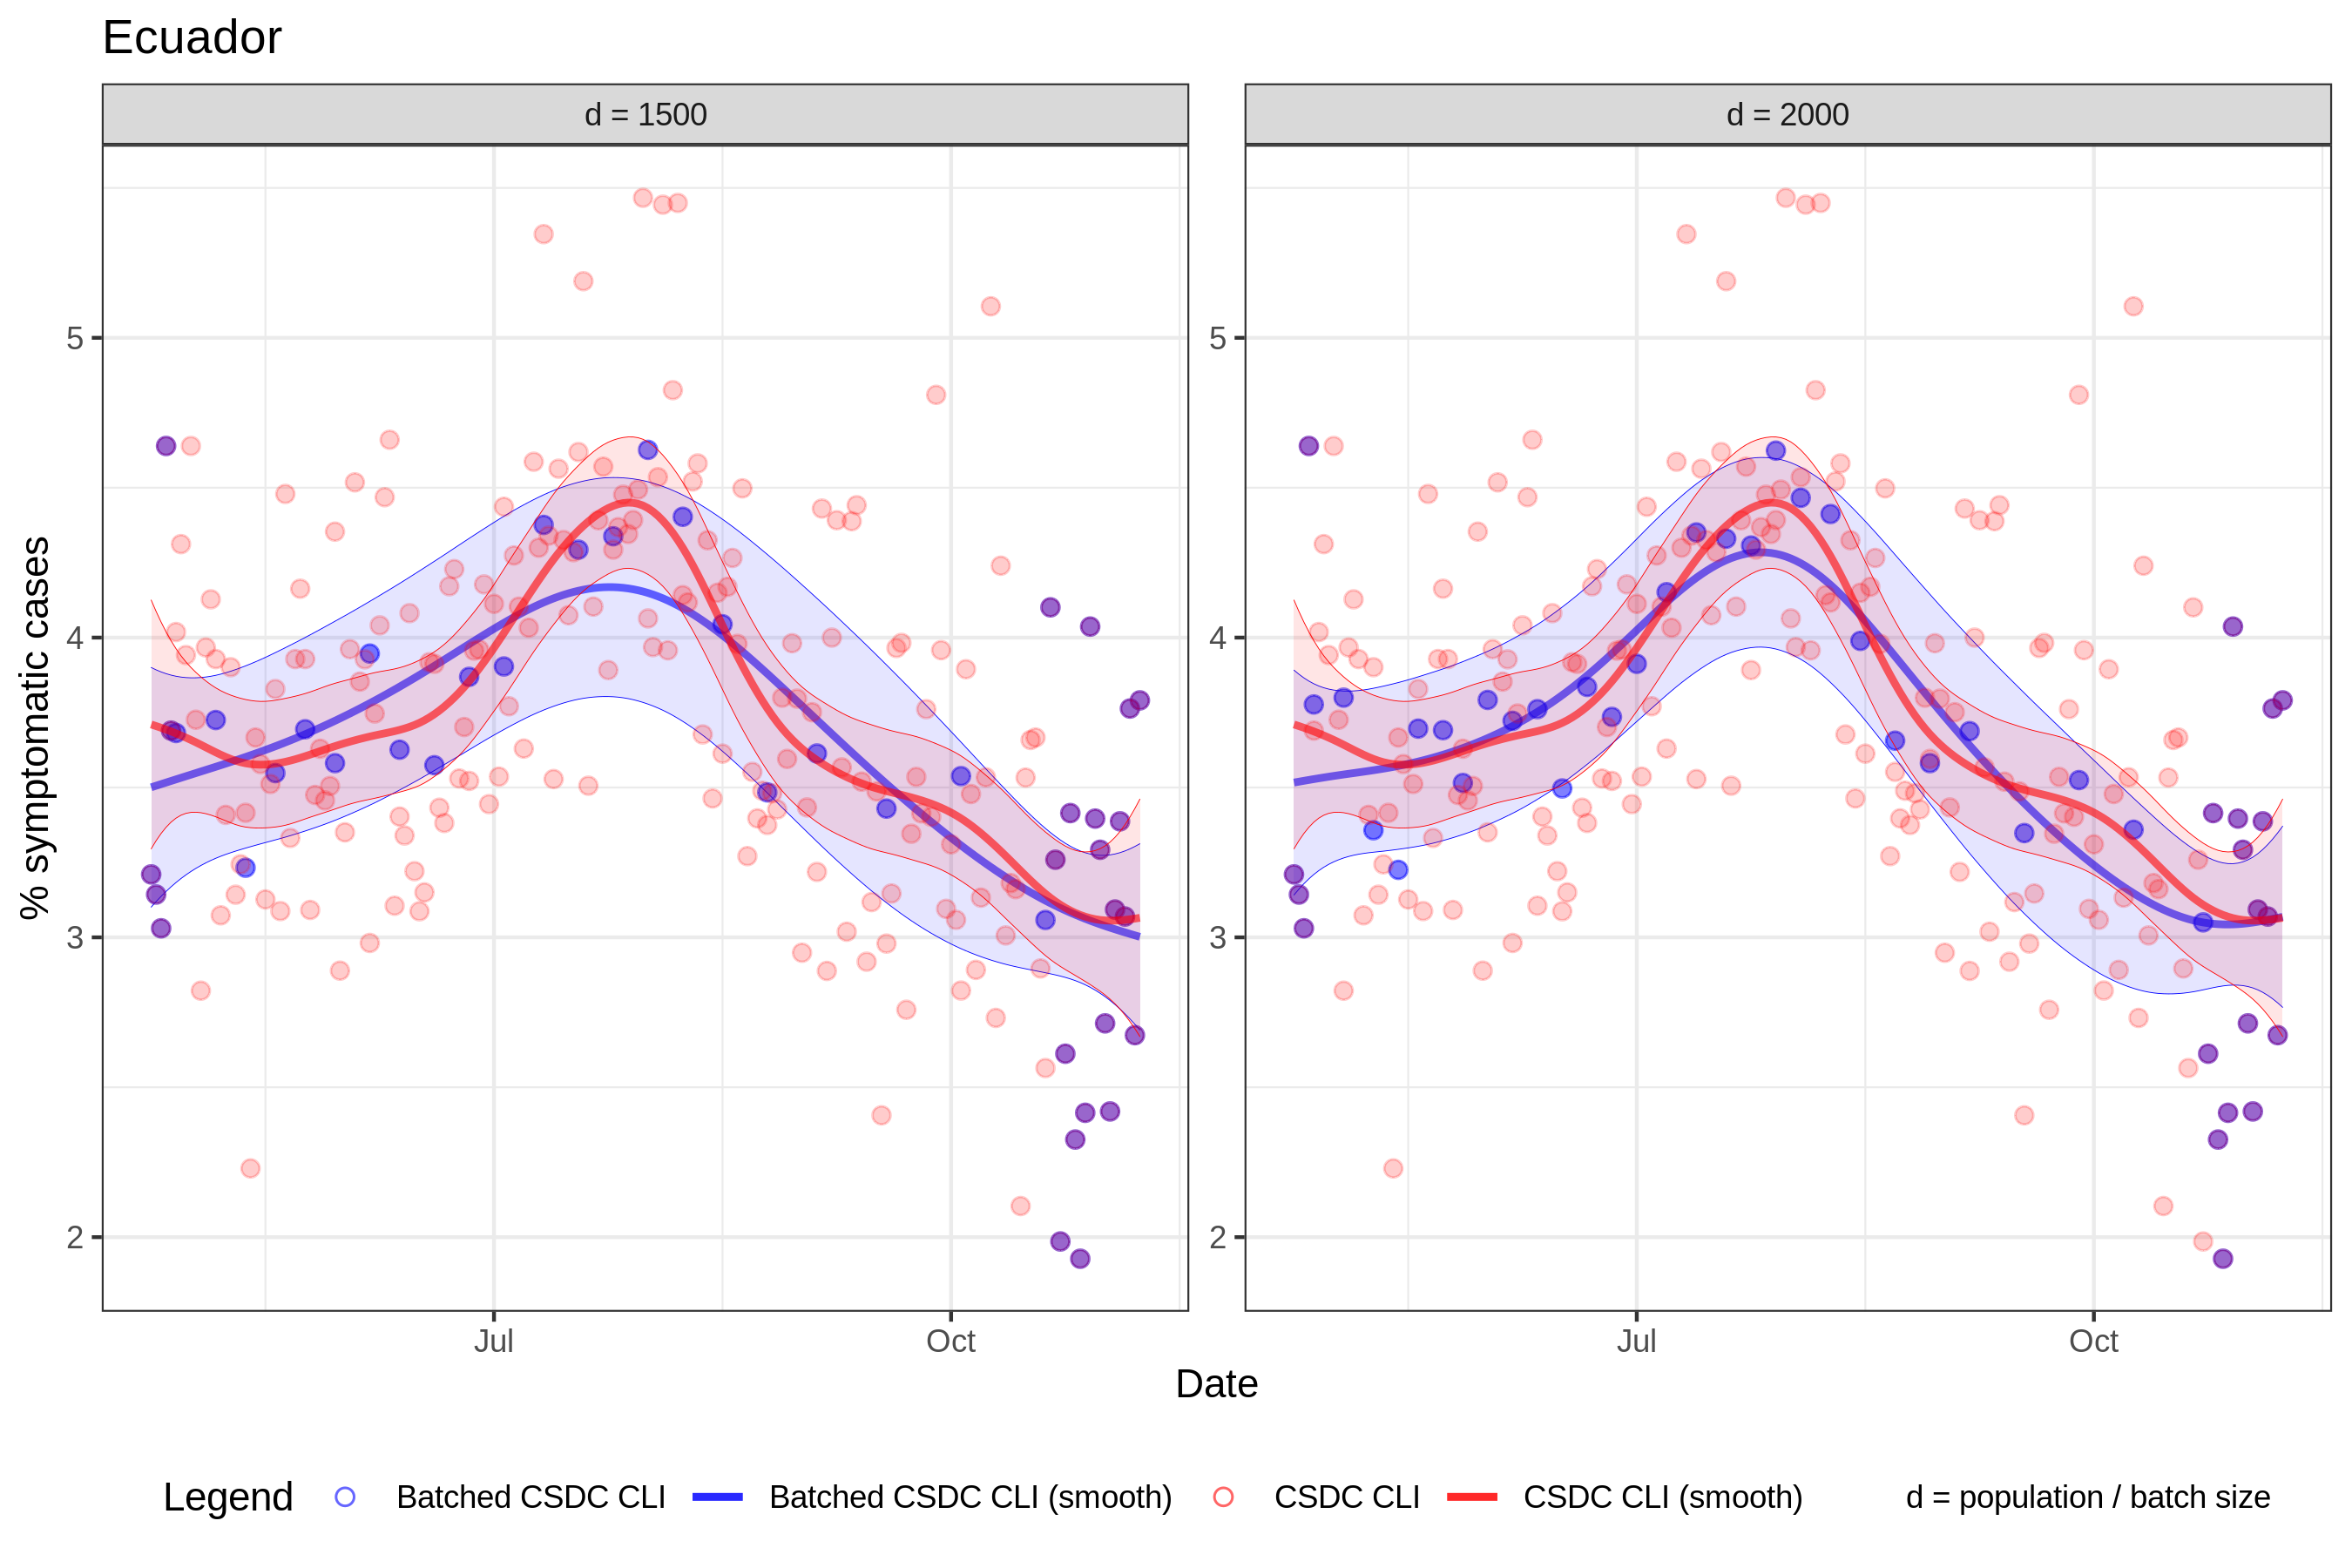 Ecuador
d = 1500
d = 2000
% symptomatic cases
5
4
3
2
5
4
3
2
Jul
Oct
Jul
Oct
Date
Legend
Batched CSDC CLI
Batched CSDC CLI (smooth)
CSDC CLI
CSDC CLI (smooth)
d = population / batch size